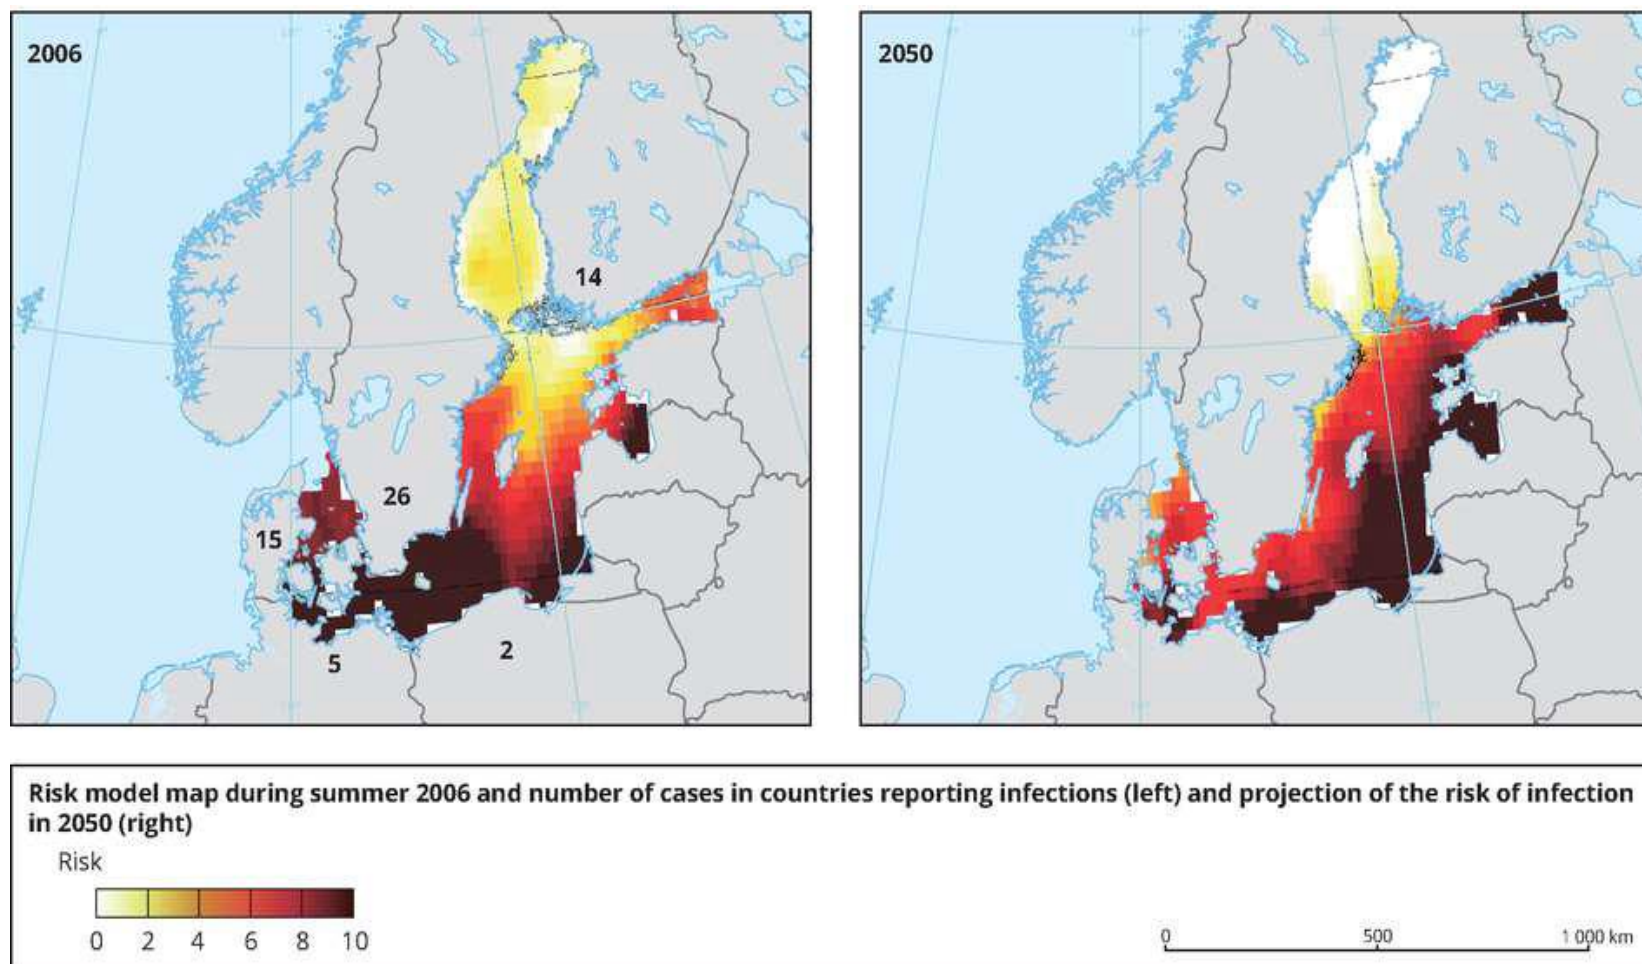 2006
2050
14
26
15
5
2
Risk model map during summer 2006 and number of cases in countries reporting infections (left) and projection of the risk of infection
in 2050 (right)
Risk
0 2 4 6 8 10
0 500 1 000 km